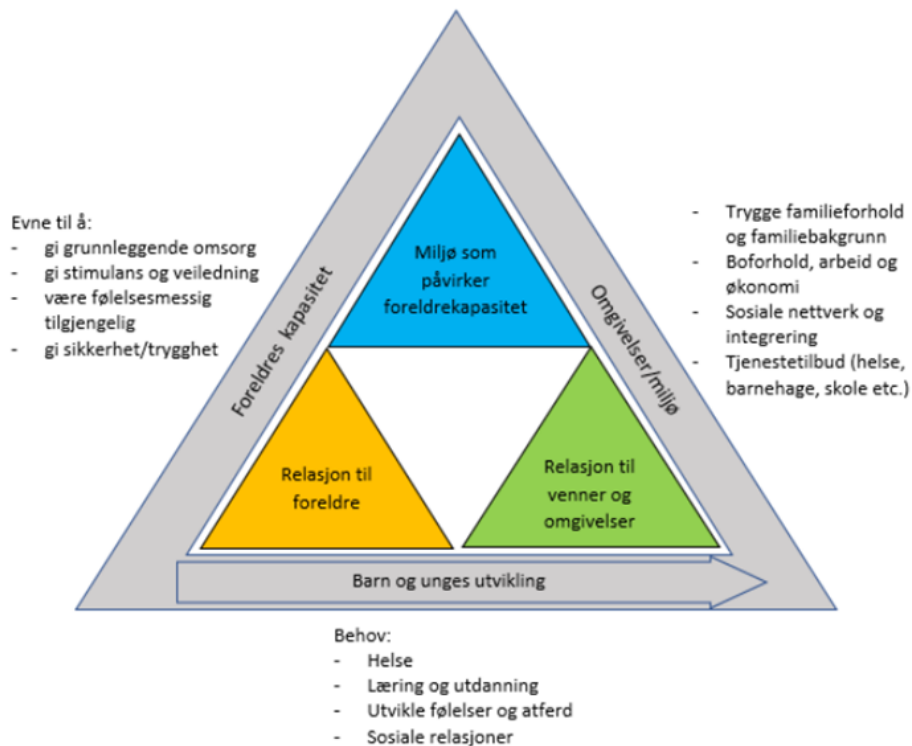 Evne til å:
- gi grunnleggende omsorg
- gi stimulans og veiledning
- være følelsesmessig
tilgjengelig
- gi sikkerhet/trygghet
Foreldres kapasitet
Miljø som
påvirker
foreldrekapasitet
Omgivelser/miljø
- Trygge familieforhold
og familiebakgrunn
- Boforhold, arbeid og
økonomi
- Sosiale nettverk og
integrering
- Tjenestetilbud (helse,
barnehage, skole etc.)
Relasjon til
foreldre
Relasjon til
venner og
omgivelser
Barn og unges utvikling
Behov:
- Helse
- Læring og utdanning
- Utvikle følelser og atferd
- Sosiale relasjoner